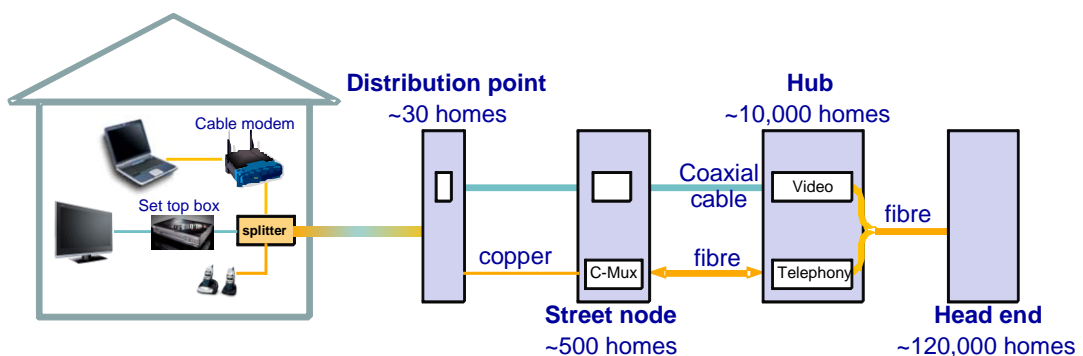 Distribution point
~30 homes
Hub
~10,000 homes
Cable modem
Set top box
splitter
Coaxial
cable
Video
fibre
copper
C-Mux
fibre
Telephony
Street node
~500 homes
Head end
~120,000 homes